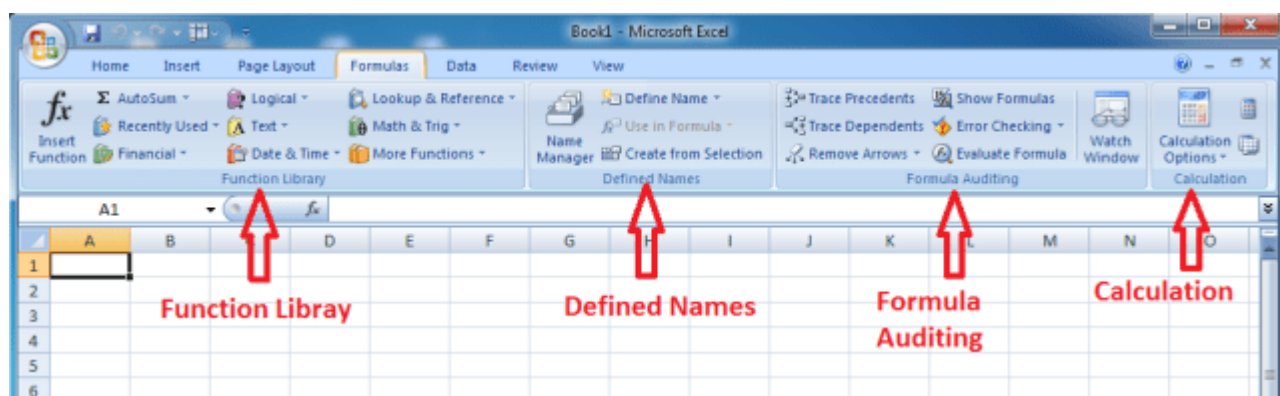 Book1 - Microsoft Excel
Home Insert Page Layout Formulas Data Review View
fx Σ AutoSum Logical Lookup & Reference Define Name Trace Precedents Show Formulas
Recently Used Text Math & Trig Use in Formula Trace Dependents Error Checking
Insert Function Financial Date & Time More Functions Name Manager Create from Selection Remove Arrows Evaluate Formula Watch Window Calculation Options
Function Library Defined Names Formula Auditing Calculation
A1 fx
A B D E F G H I J K L M N O
1
2
3
4
5
6
Function Libray
Defined Names
Formula
Auditing
Calculation